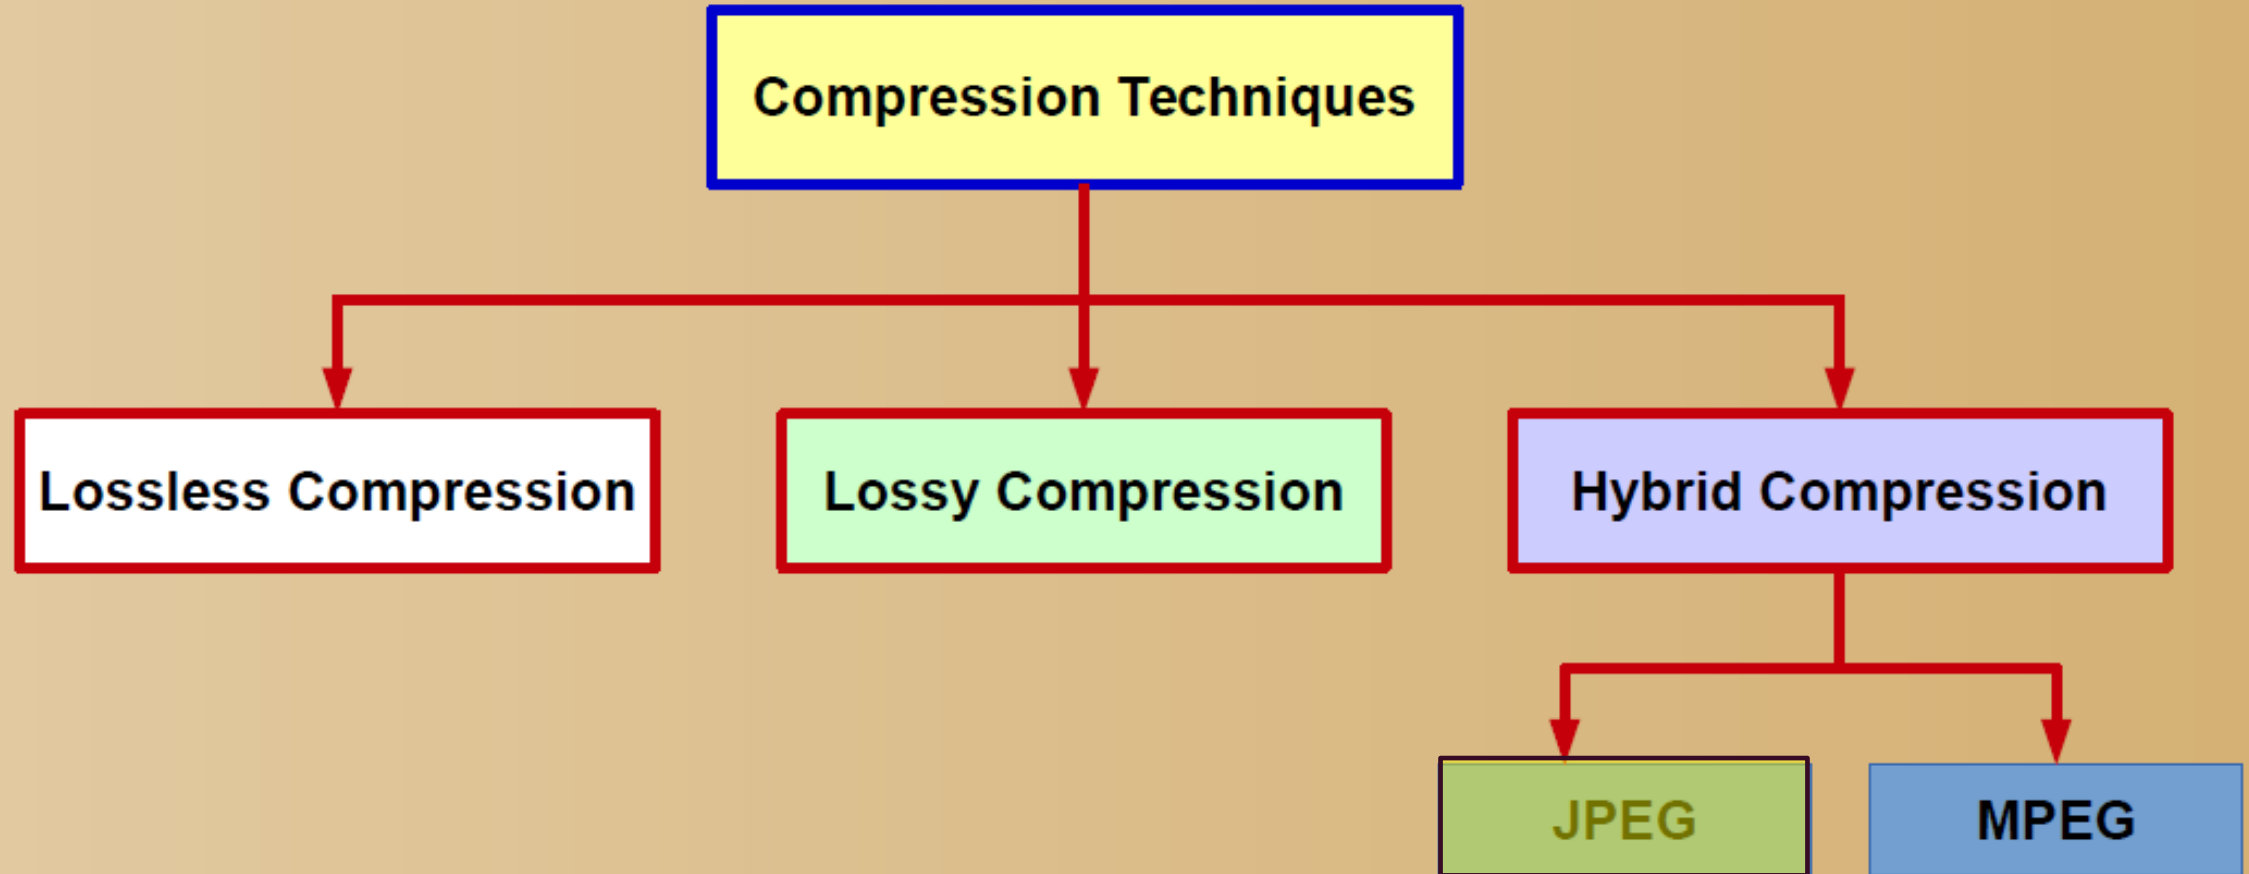 Compression Techniques
Lossless Compression
Lossy Compression
Hybrid Compression
JPEG
MPEG